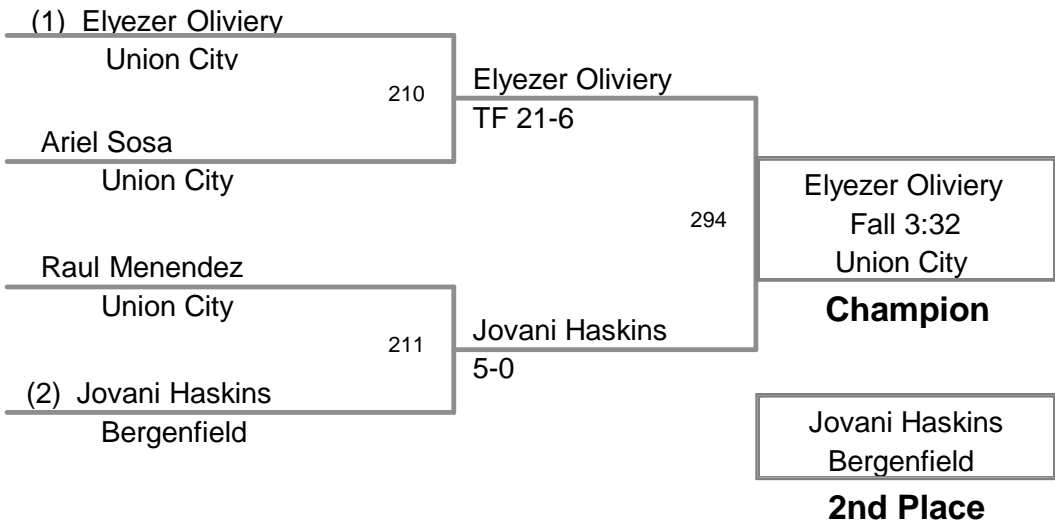 (1) Elyezer Oliviery
Union City
210
Elyezer Oliviery
TF 21-6
Ariel Sosa
Union City
294
Elyezer Oliviery
Fall 3:32
Union City
Champion
Raul Menendez
Union City
211
Jovani Haskins
5-0
(2) Jovani Haskins
Bergenfield
Jovani Haskins
Bergenfield
2nd Place